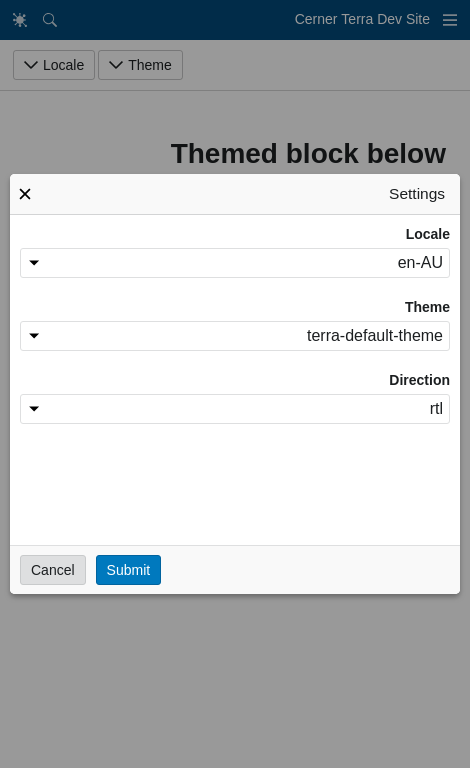 Cerner Terra Dev Site
Locale
Theme
Themed block below
Settings
Locale
en-AU
Theme
terra-default-theme
Direction
rtl
Cancel
Submit